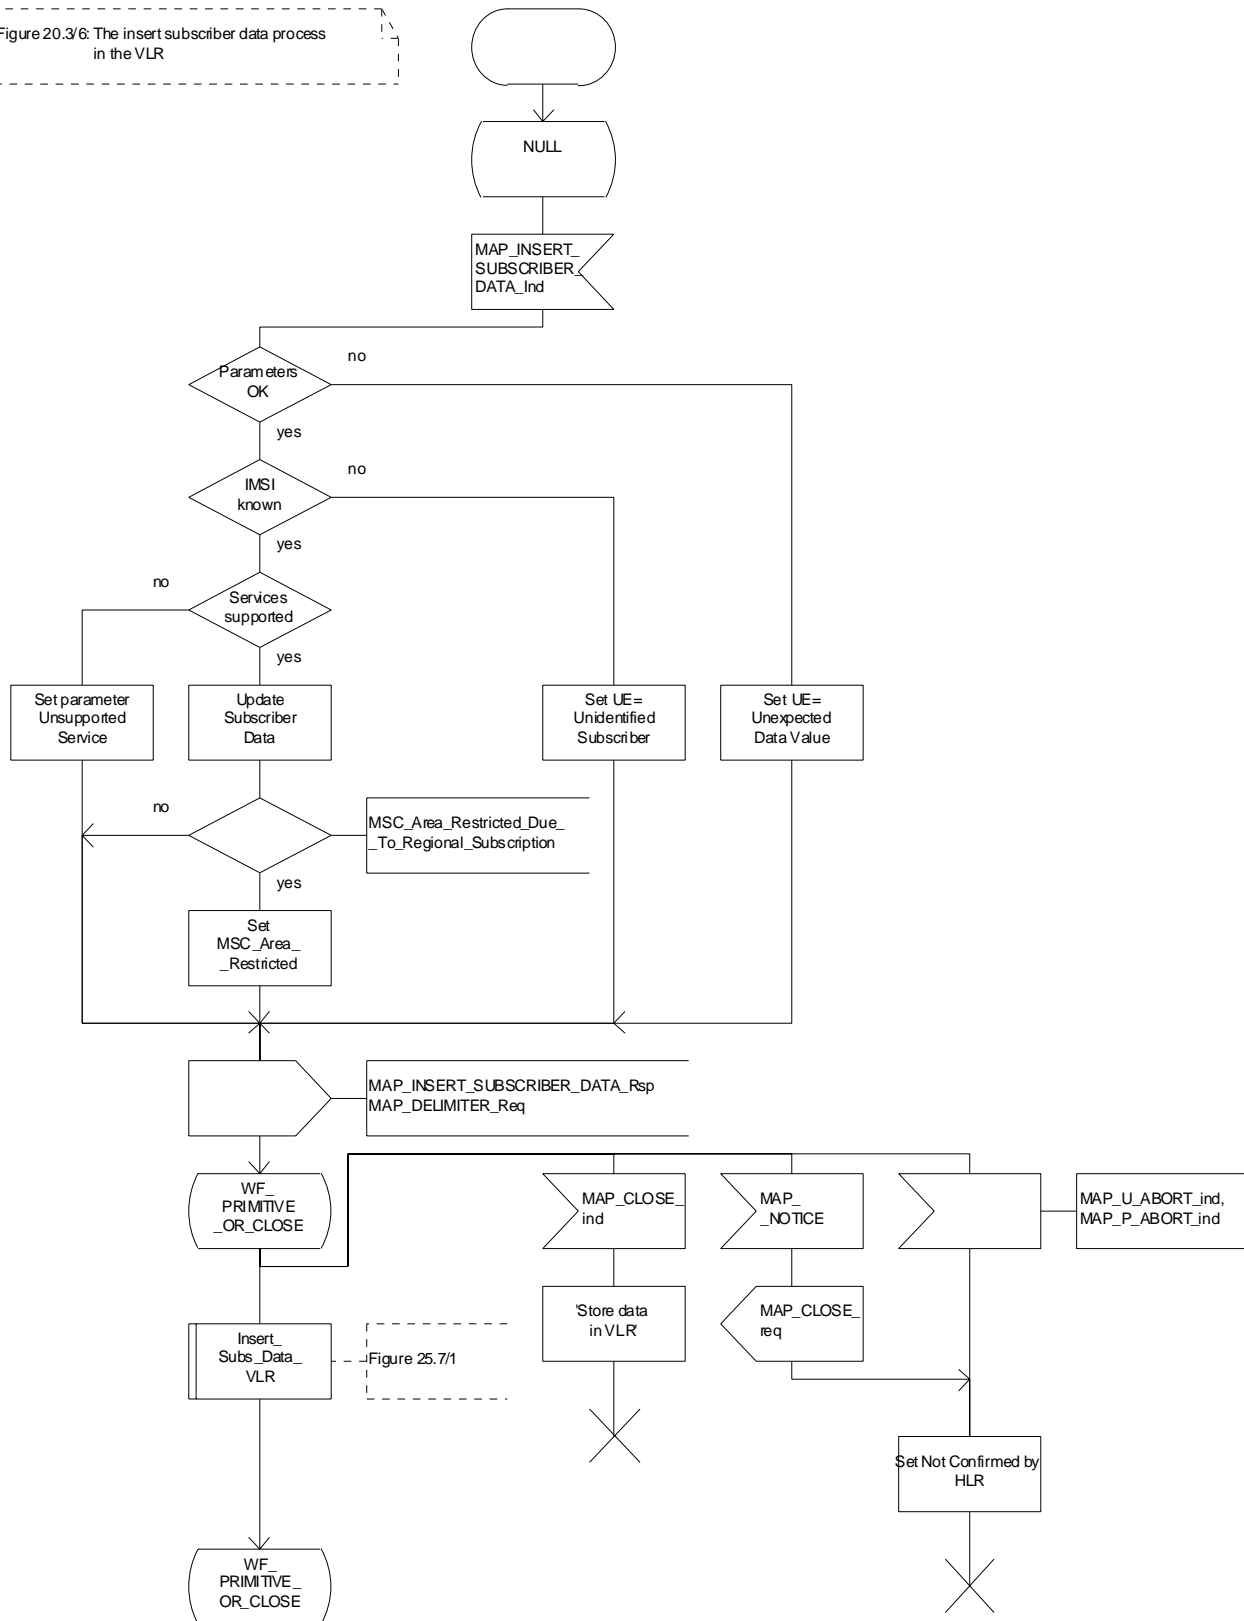 Figure 20.3/6: The insert subscriber data process
in the VLR
NULL
MAP_INSERT_
SUBSCRIBER_
DATA_Ind
no
Parameters
OK
yes
no
IMSI
known
yes
no
Services
supported
yes
Set parameter
Unsupported
Service
Update
Subscriber
Data
Set UE=
Unidentified
Subscriber
Set UE=
Unexpected
Data Value
no
MSC_Area_Restricted_Due_
_To_Regional_Subscription
yes
Set
MSC_Area_
_Restricted
MAP_INSERT_SUBSCRIBER_DATA_Rsp
MAP_DELIMITER_Req
WF_
PRIMITIVE
_OR_CLOSE
MAP_CLOSE_
ind
MAP_
_NOTICE
MAP_U_ABORT_ind,
MAP_P_ABORT_ind
'Store data
in VLR'
MAP_CLOSE_
req
Insert_
Subs_Data_
VLR
Figure 25.7/1
Set Not Confirmed by
HLR
WF_
PRIMITIVE_
OR_CLOSE